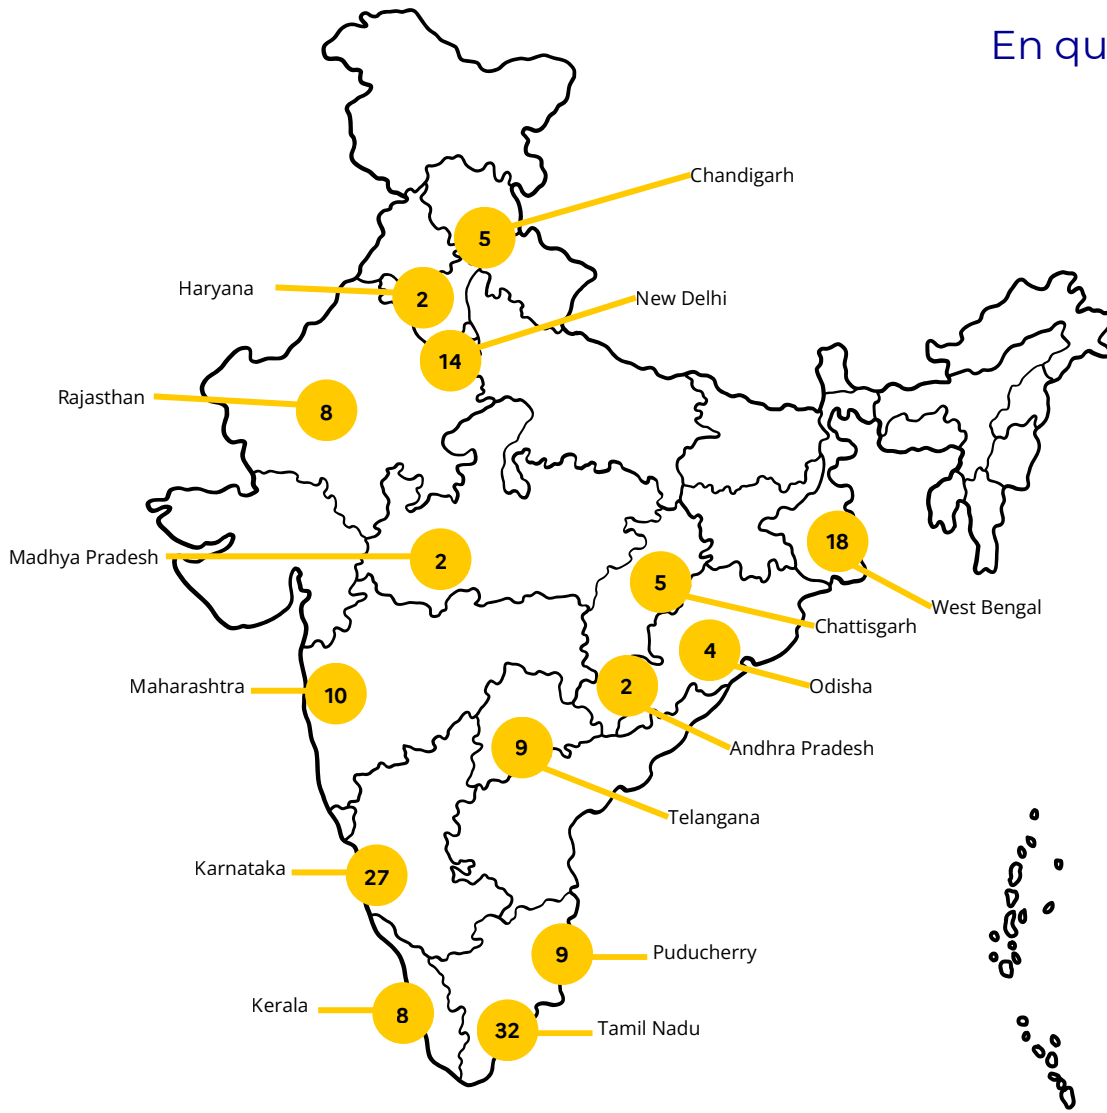 En qu
Chandigarh
5
Haryana
2
New Delhi
14
Rajasthan
8
Madhya Pradesh
2
18
West Bengal
5
Chattisgarh
4
Odisha
Maharashtra
10
2
Andhra Pradesh
9
Telangana
Karnataka
27
9
Puducherry
Kerala
8
32
Tamil Nadu